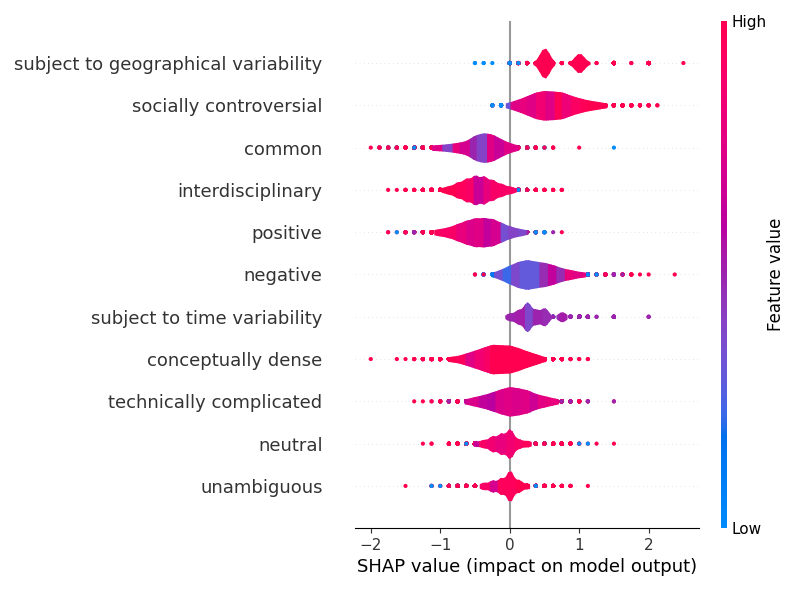 High
subject to geographical variability
socially controversial
common
interdisciplinary
positive
negative
subject to time variability
conceptually dense
technically complicated
neutral
unambiguous
Feature value
Low
−2 −1 0 1 2
SHAP value (impact on model output)